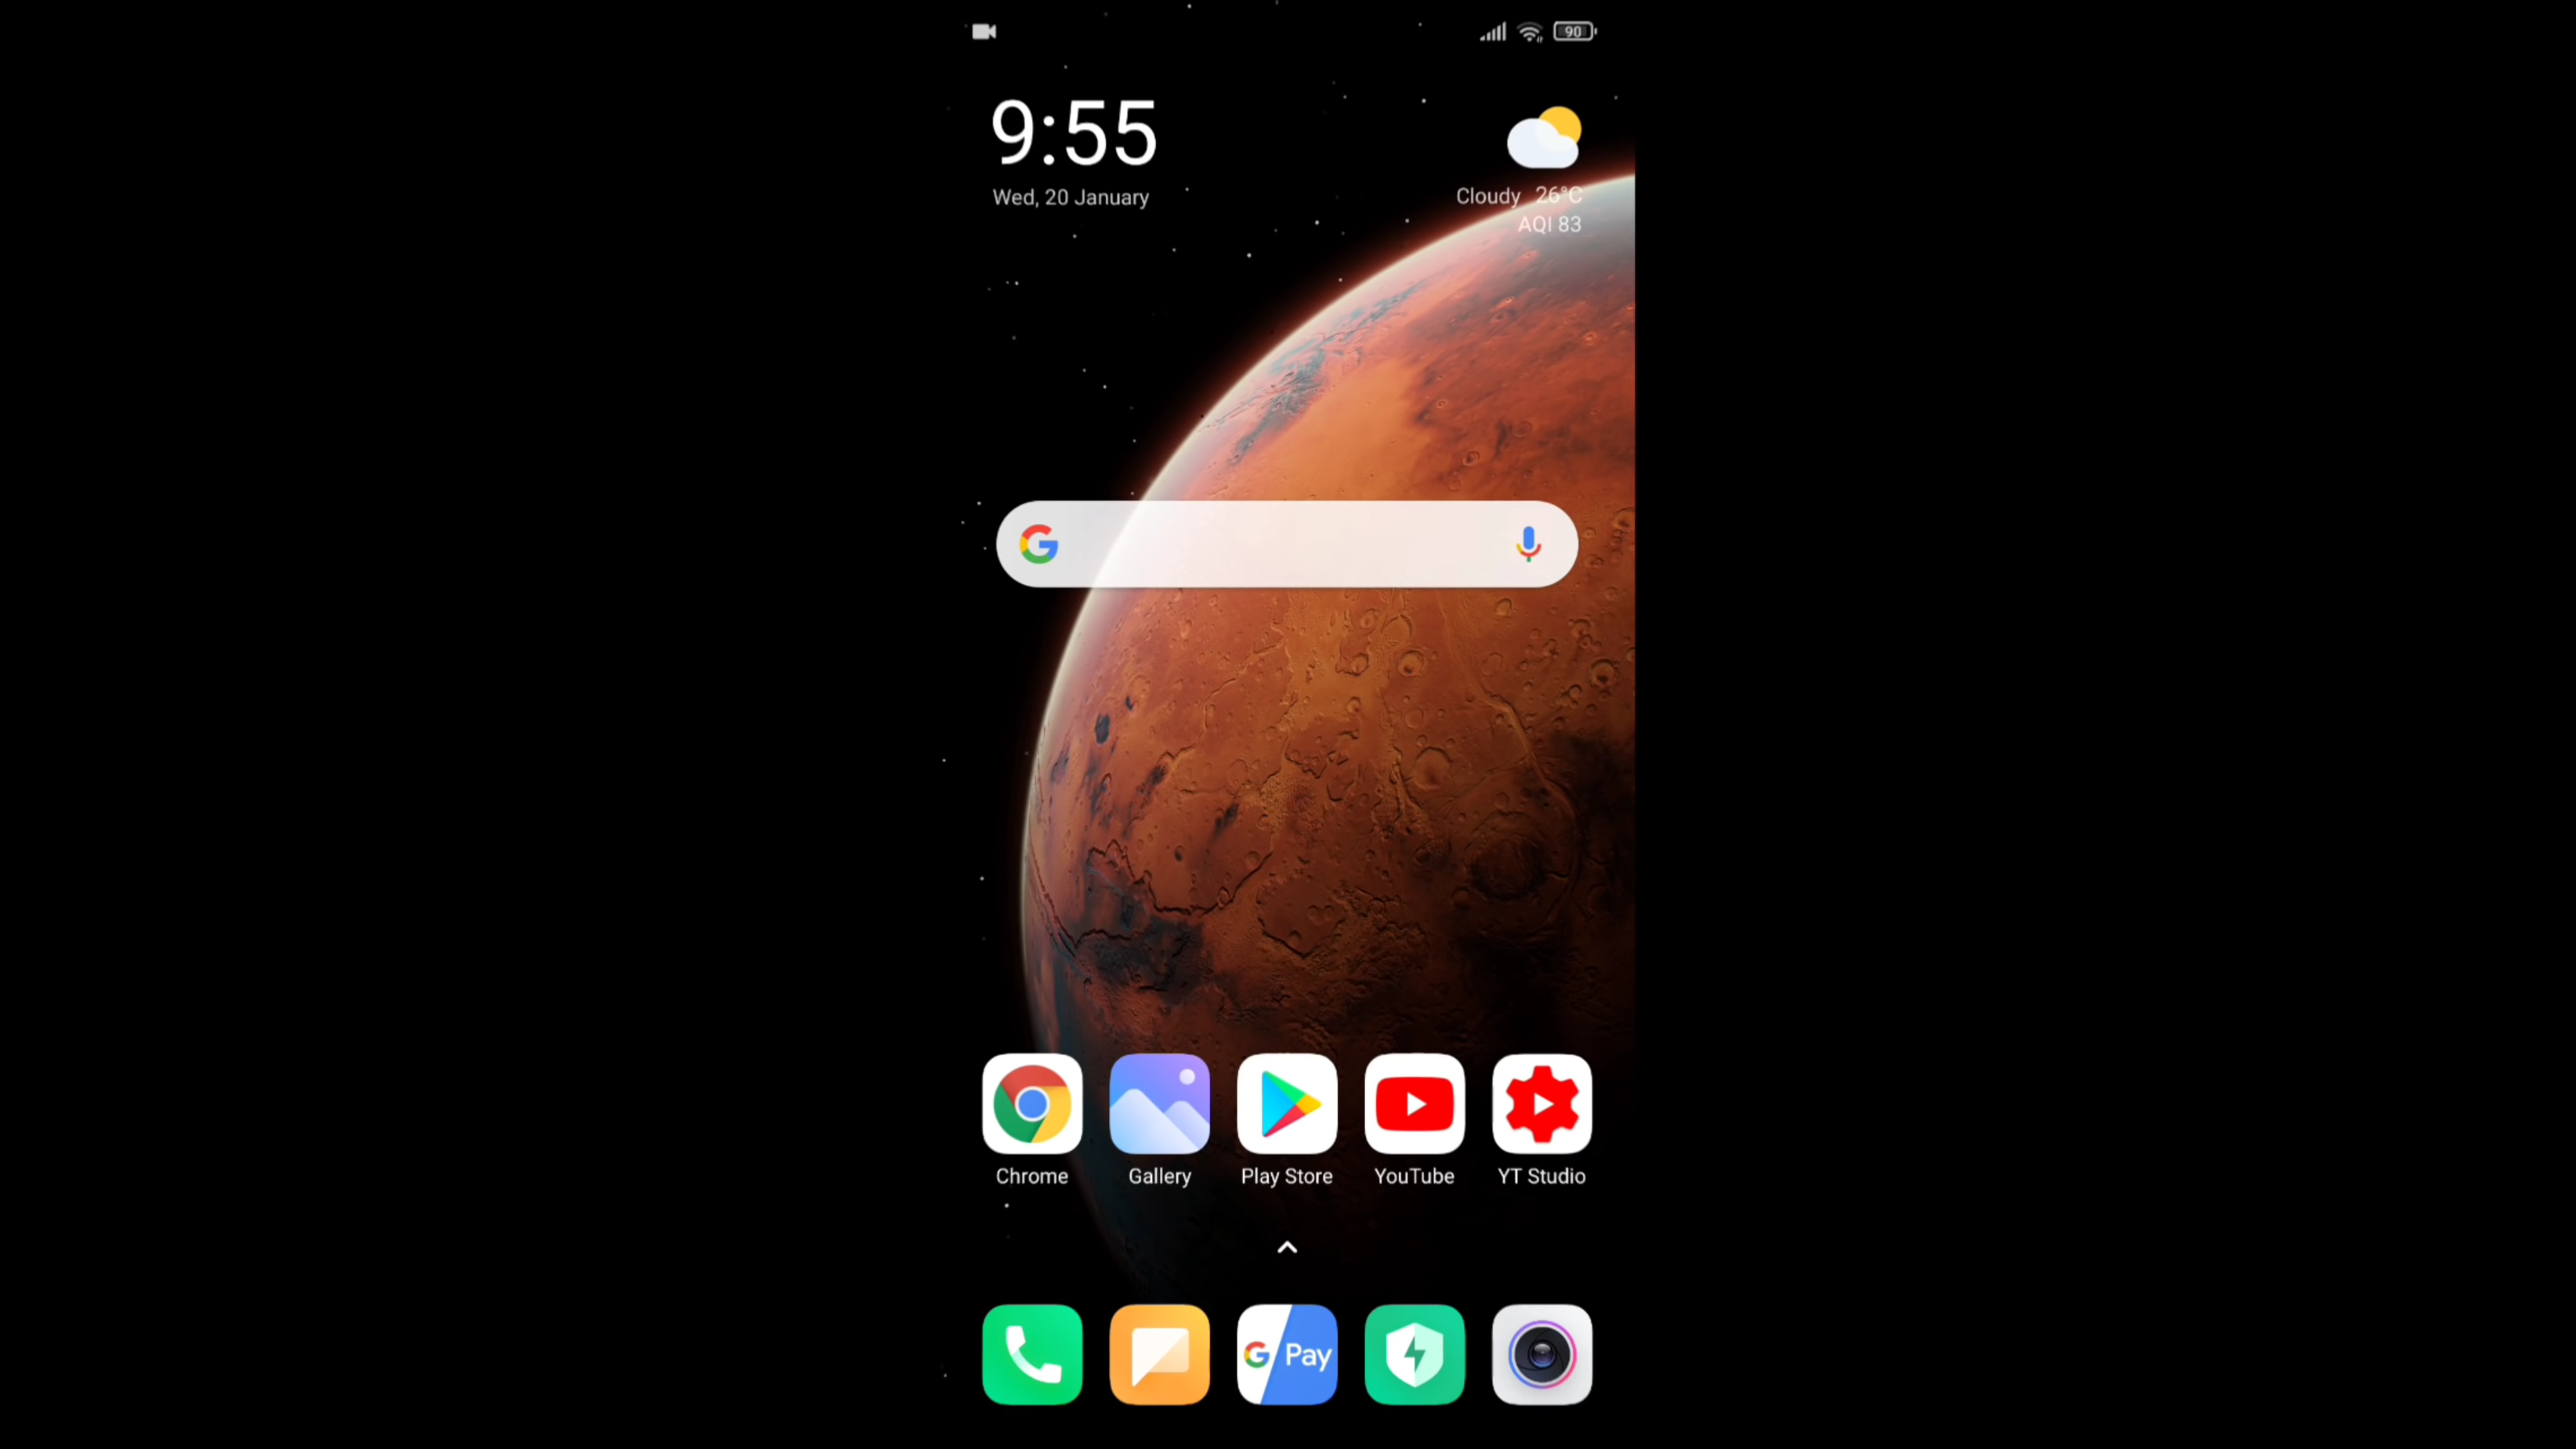 90
9:55
Wed, 20 January
Cloudy 26°C
AQI 83
Chrome
Gallery
Play Store
YouTube
YT Studio
G Pay